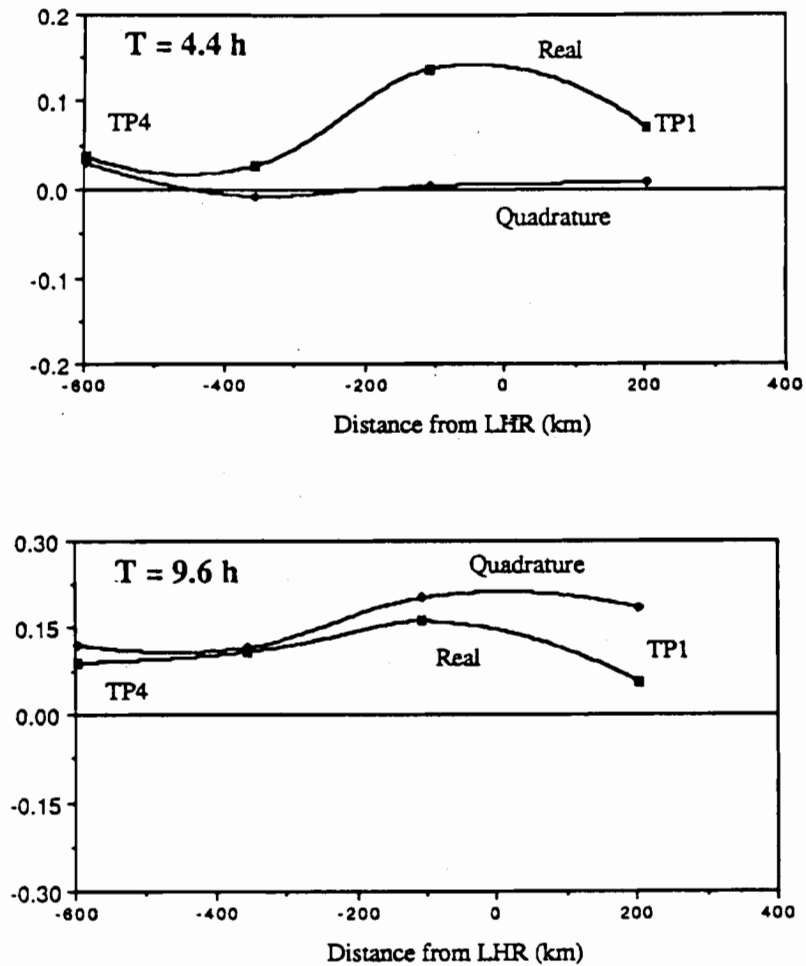 0.2
T = 4.4 h
Real
0.1
TP4
TP1
0.0
Quadrature
-0.1
-0.2
-600 -400 -200 0 200 400
Distance from LHR (km)
0.30
T = 9.6 h
Quadrature
0.15
TP4
Real
TP1
0.00
-0.15
-0.30
-600 -400 -200 0 200 400
Distance from LHR (km)